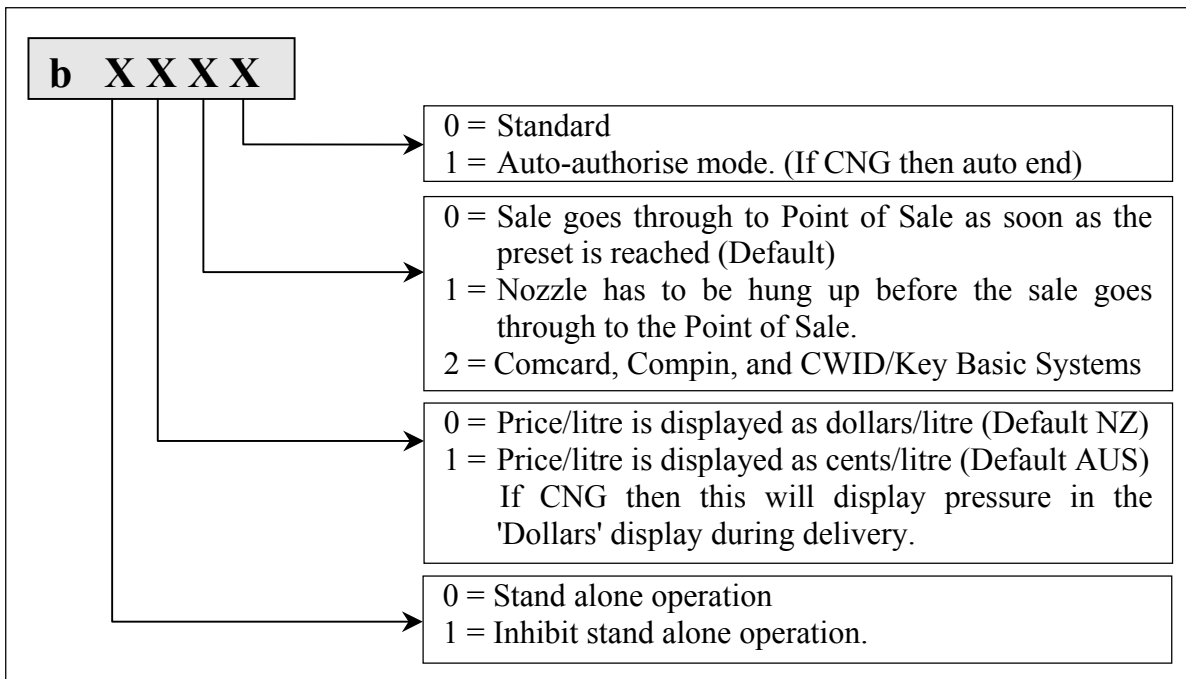 b X X X X
0 = Standard
1 = Auto-authorise mode. (If CNG then auto end)
0 = Sale goes through to Point of Sale as soon as the
preset is reached (Default)
1 = Nozzle has to be hung up before the sale goes
through to the Point of Sale.
2 = Comcard, Compin, and CWID/Key Basic Systems
0 = Price/litre is displayed as dollars/litre (Default NZ)
1 = Price/litre is displayed as cents/litre (Default AUS)
If CNG then this will display pressure in the
'Dollars' display during delivery.
0 = Stand alone operation
1 = Inhibit stand alone operation.